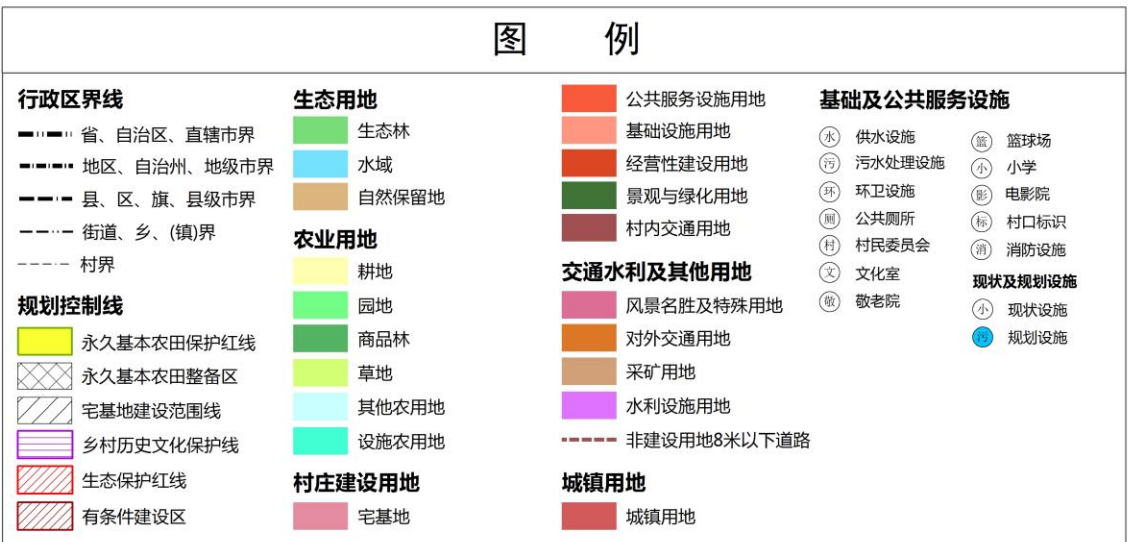 图 例
行政区界线
省、自治区、直辖市界
地区、自治州、地级市界
县、区、旗、县级市界
街道、乡、(镇)界
村界
规划控制线
永久基本农田保护红线
永久基本农田整备区
宅基地建设范围线
乡村历史文化保护线
生态保护红线
有条件建设区
生态用地
生态林
水域
自然保留地
农业用地
耕地
园地
商品林
草地
其他农用地
设施农用地
村庄建设用地
宅基地
公共服务设施用地
基础设施用地
经营性建设用地
景观与绿化用地
村内交通用地
交通水利及其他用地
风景名胜及特殊用地
对外交通用地
采矿用地
水利设施用地
非建设用地8米以下道路
城镇用地
城镇用地
基础及公共服务设施
水 供水设施
污 污水处理设施
环 环卫设施
厕 公共厕所
村 村民委员会
文 文化室
敬 敬老院
篮 篮球场
小 小学
影 电影院
标 村口标识
消 消防设施
现状及规划设施
小 现状设施
污 规划设施